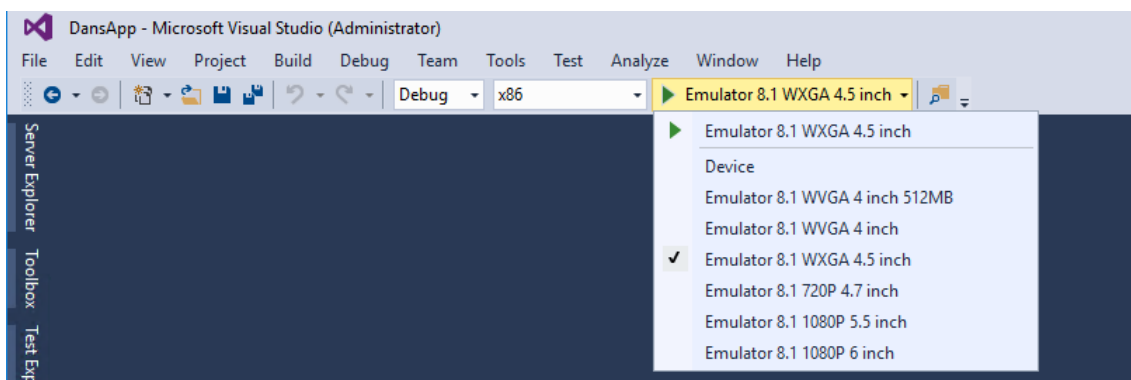 DansApp - Microsoft Visual Studio (Administrator)
File Edit View Project Build Debug Team Tools Test Analyze Window Help
Debug x86 Emulator 8.1 WXGA 4.5 inch
Emulator 8.1 WXGA 4.5 inch
Device
Emulator 8.1 WVGA 4 inch 512MB
Emulator 8.1 WVGA 4 inch
Emulator 8.1 WXGA 4.5 inch
Emulator 8.1 720P 4.7 inch
Emulator 8.1 1080P 5.5 inch
Emulator 8.1 1080P 6 inch
Server Explorer
Toolbox
Test Exp